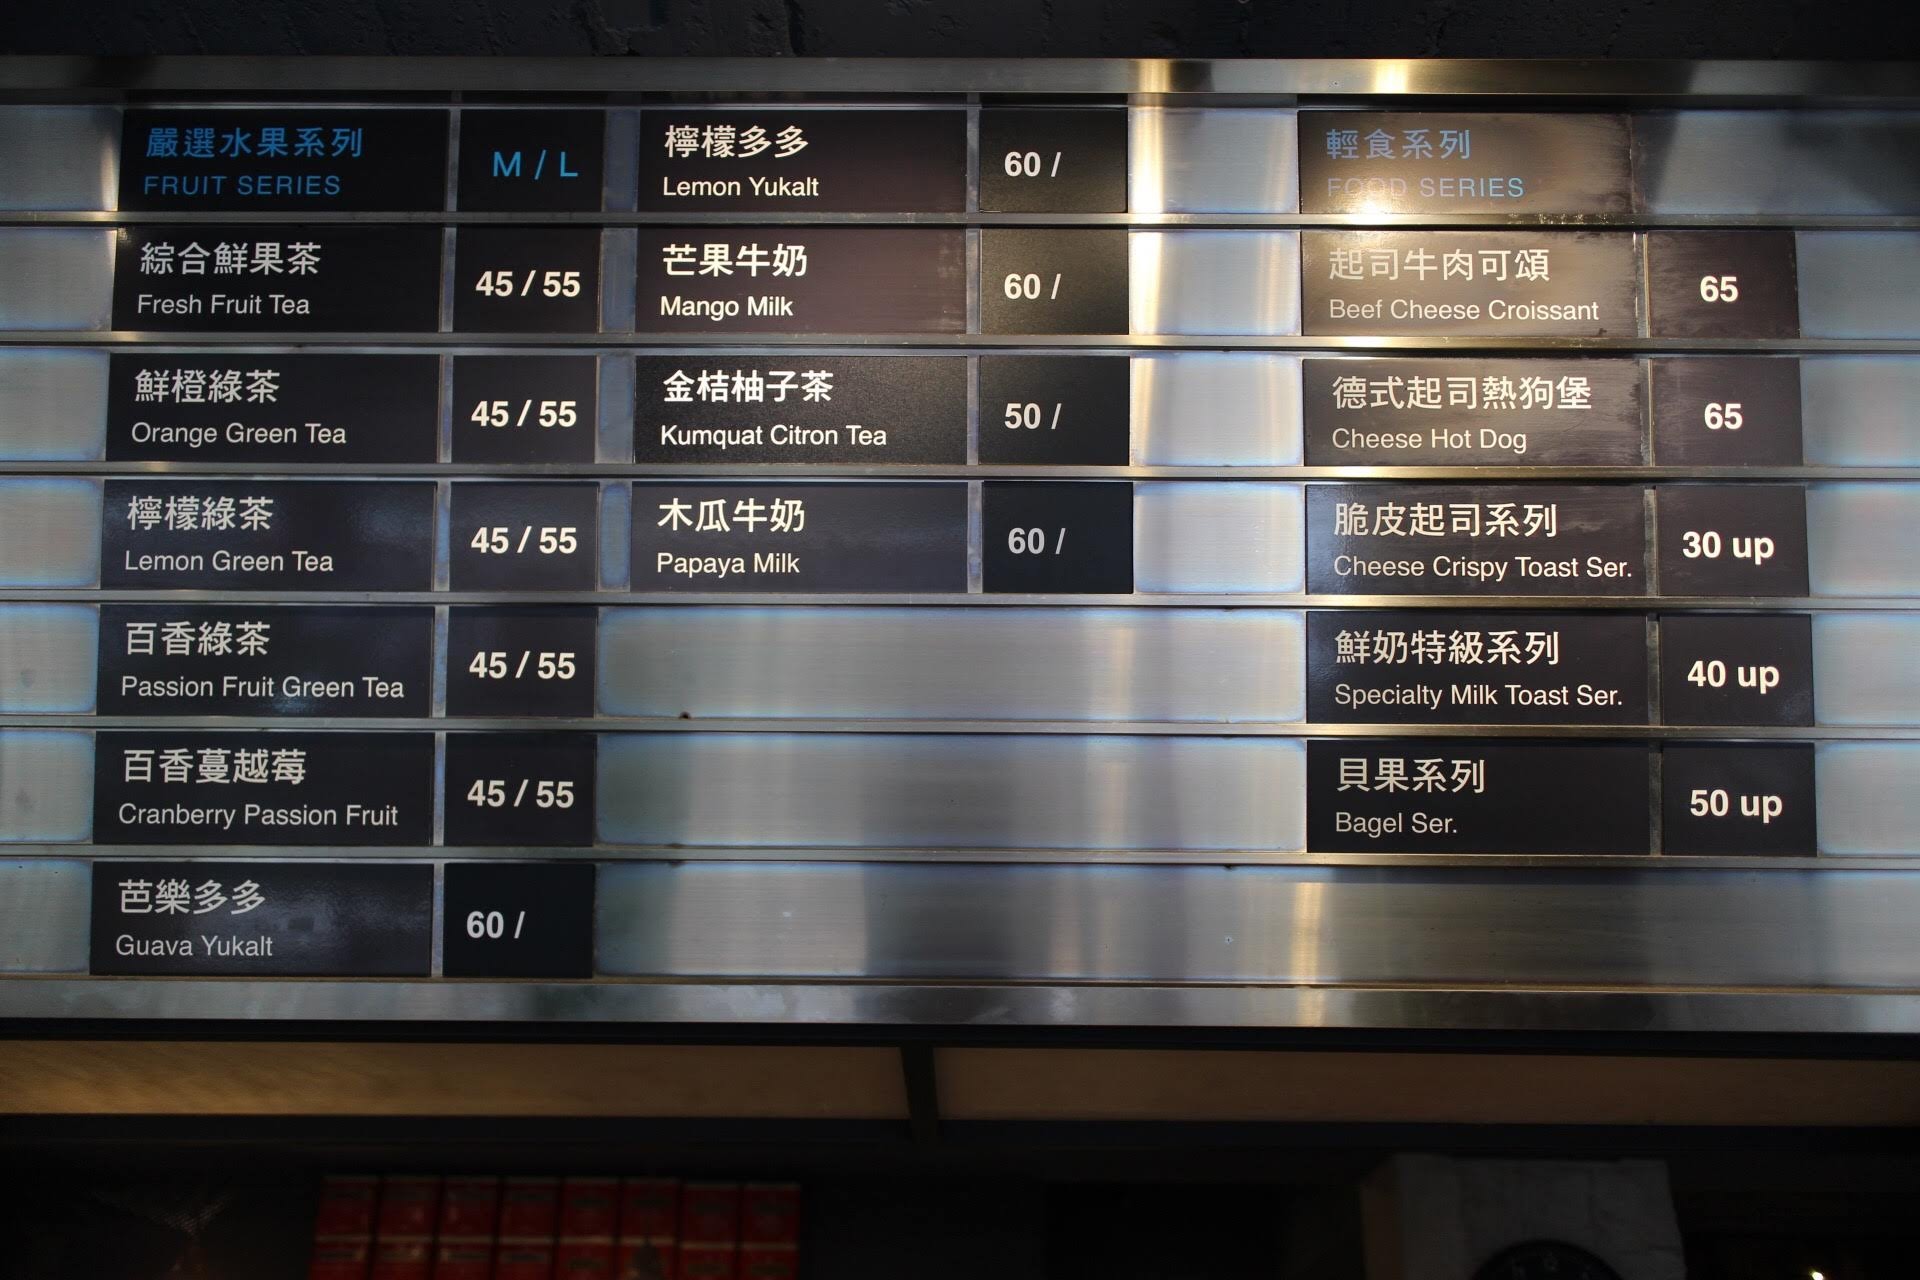 嚴選水果系列
FRUIT SERIES
M / L
綜合鮮果茶
Fresh Fruit Tea
45 / 55
鮮橙綠茶
Orange Green Tea
45 / 55
檸檬綠茶
Lemon Green Tea
45 / 55
百香綠茶
Passion Fruit Green Tea
45 / 55
百香蔓越莓
Cranberry Passion Fruit
45 / 55
芭樂多多
Guava Yukalt
60 /
檸檬多多
Lemon Yukalt
60 /
芒果牛奶
Mango Milk
60 /
金桔柚子茶
Kumquat Citron Tea
50 /
木瓜牛奶
Papaya Milk
60 /
輕食系列
FOOD SERIES
起司牛肉可頌
Beef Cheese Croissant
65
德式起司熱狗堡
Cheese Hot Dog
65
脆皮起司系列
Cheese Crispy Toast Ser.
30 up
鮮奶特級系列
Specialty Milk Toast Ser.
40 up
貝果系列
Bagel Ser.
50 up